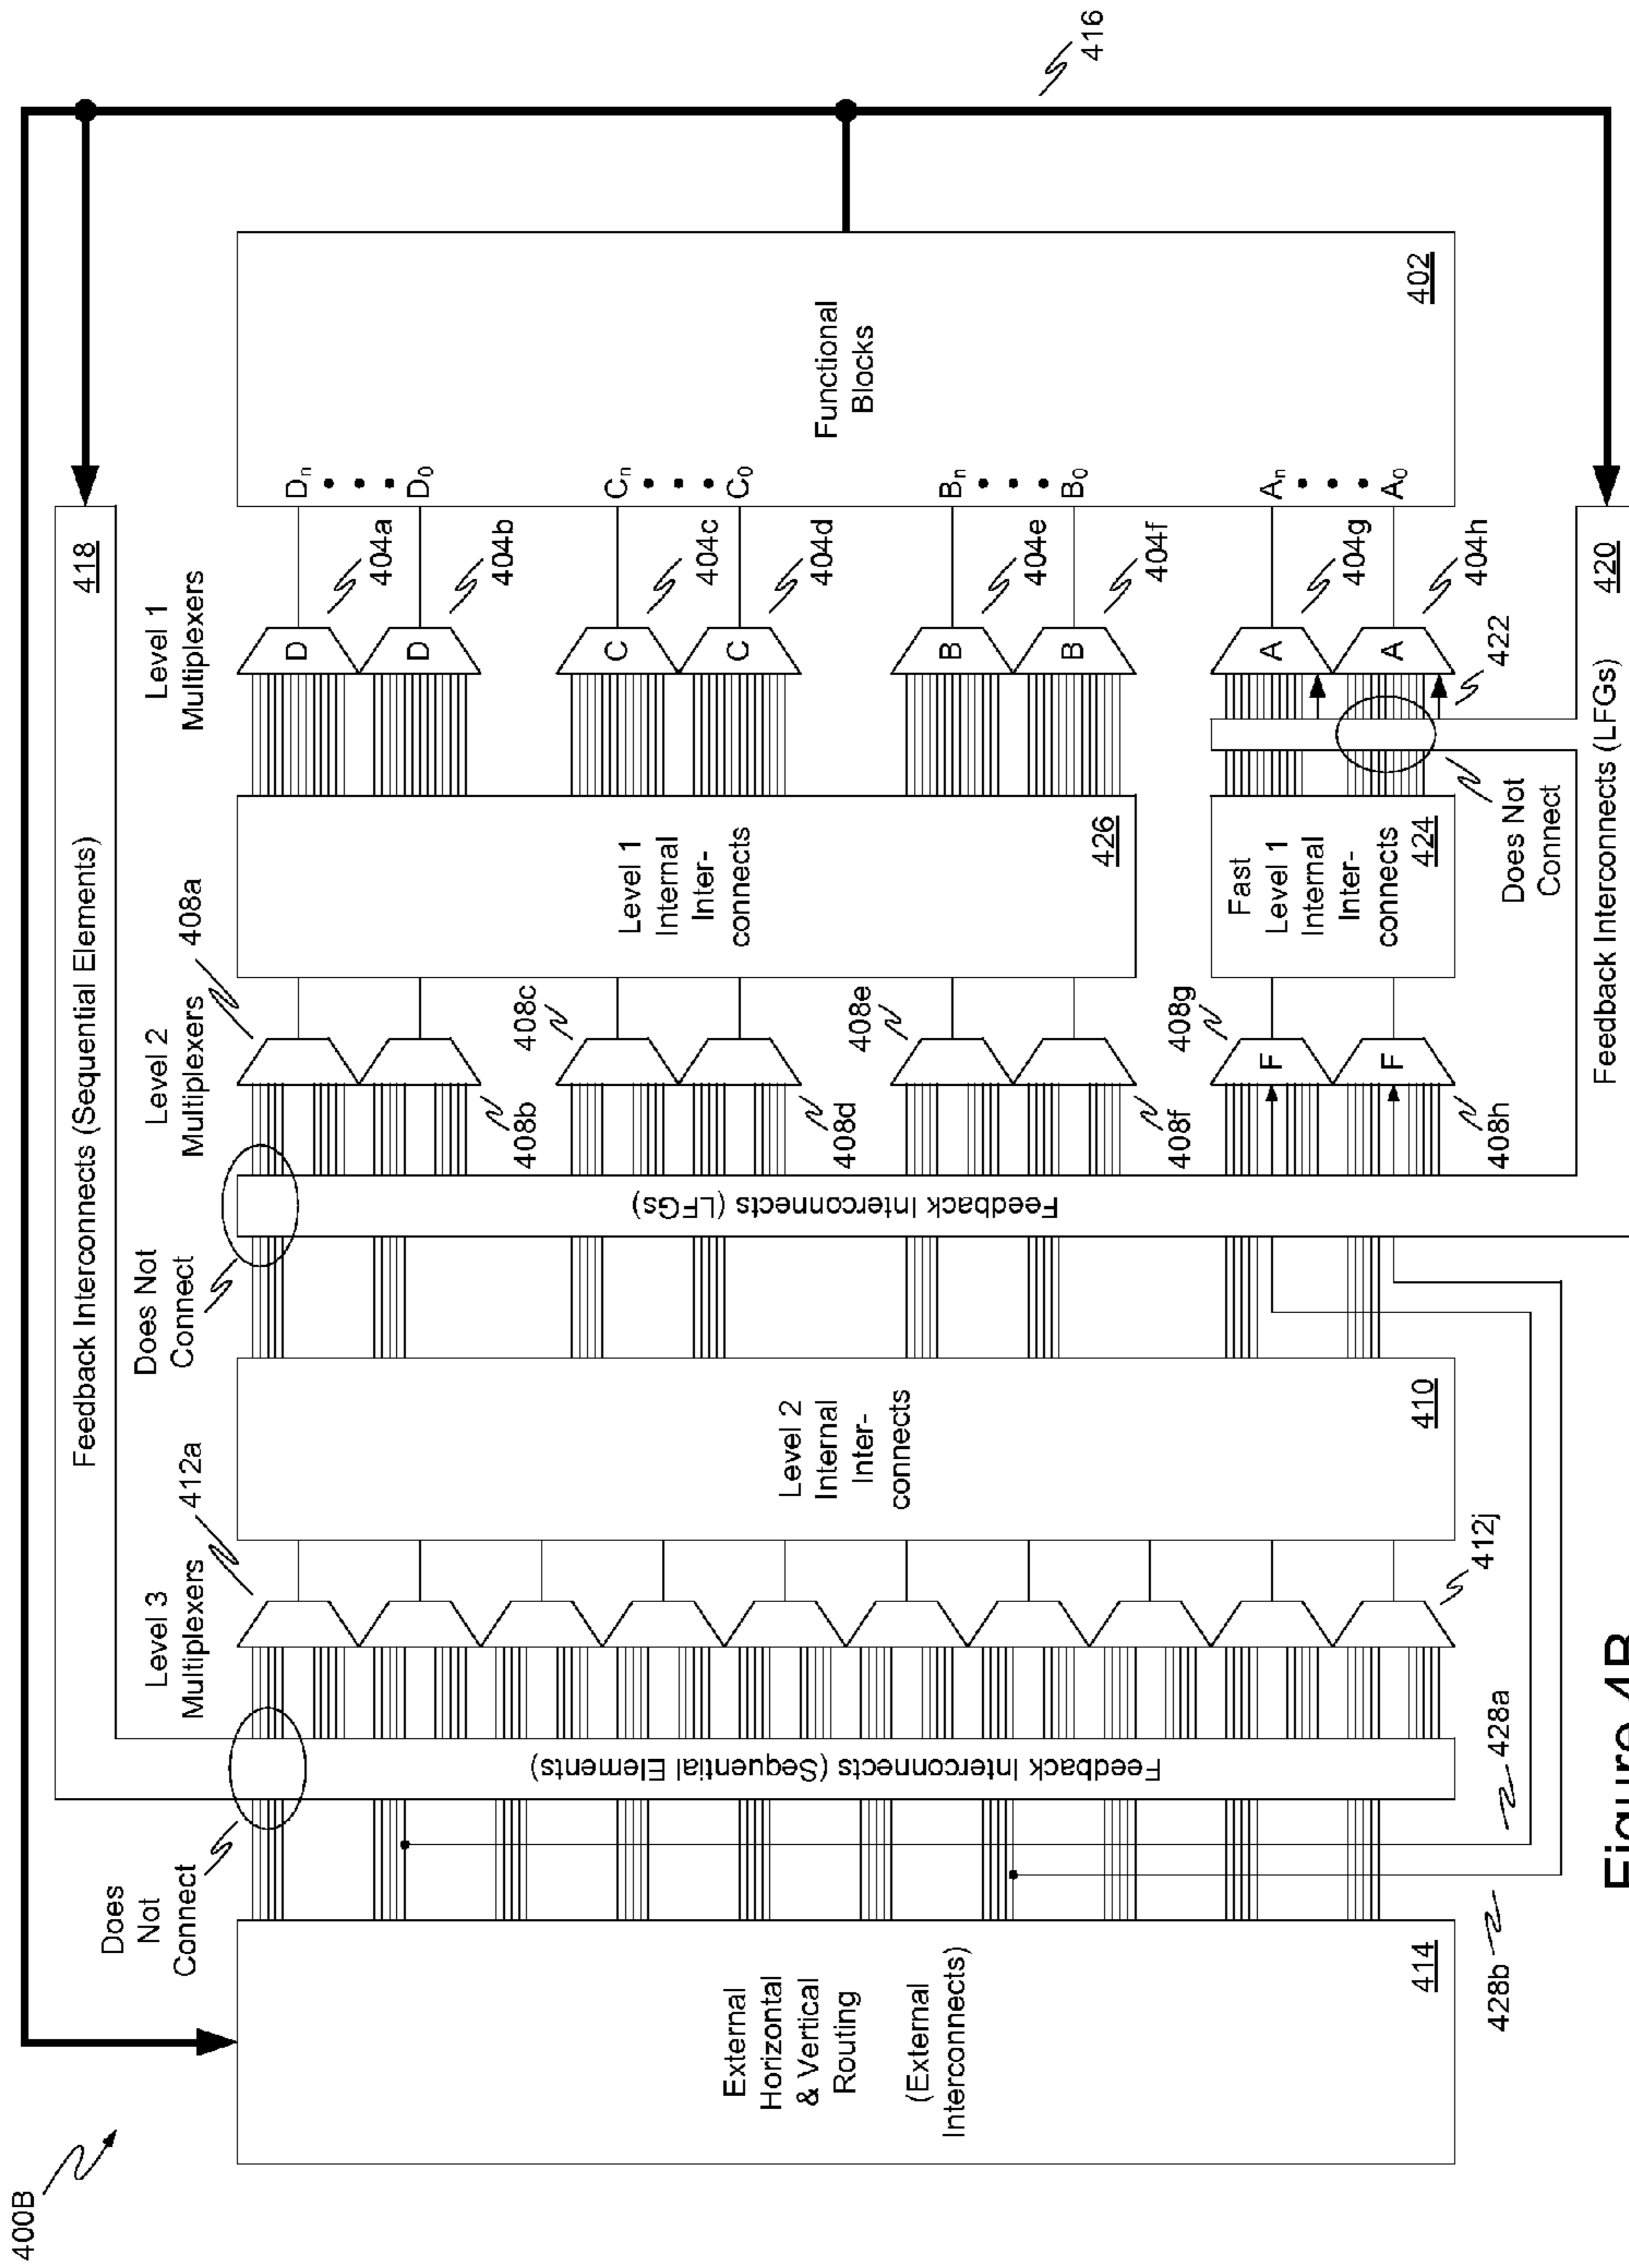 400B
416
Feedback Interconnects (Sequential Elements)
418
Does
Not
Connect
Level 3
Multiplexers
412a
Does Not
Connect
Level 2
Multiplexers
408a
Level 1
Multiplexers
External
Horizontal
& Vertical
Routing
(External
Interconnects)
414
Feedback Interconnects (Sequential Elements)
412j
Level 2
Internal
Inter-
connects
410
Feedback Interconnects (LFGs)
408b
408c
408d
408e
408f
408g
408h
F
F
Level 1
Internal
Inter-
connects
426
Fast
Level 1
Internal
Inter-
connects
424
Does Not
Connect
422
D
D
C
C
B
B
A
A
404a
404b
404c
404d
404e
404f
404g
404h
Dn
D0
Cn
C0
Bn
B0
An
A0
Functional
Blocks
402
420
Feedback Interconnects (LFGs)
428a
428b
Figure 4B